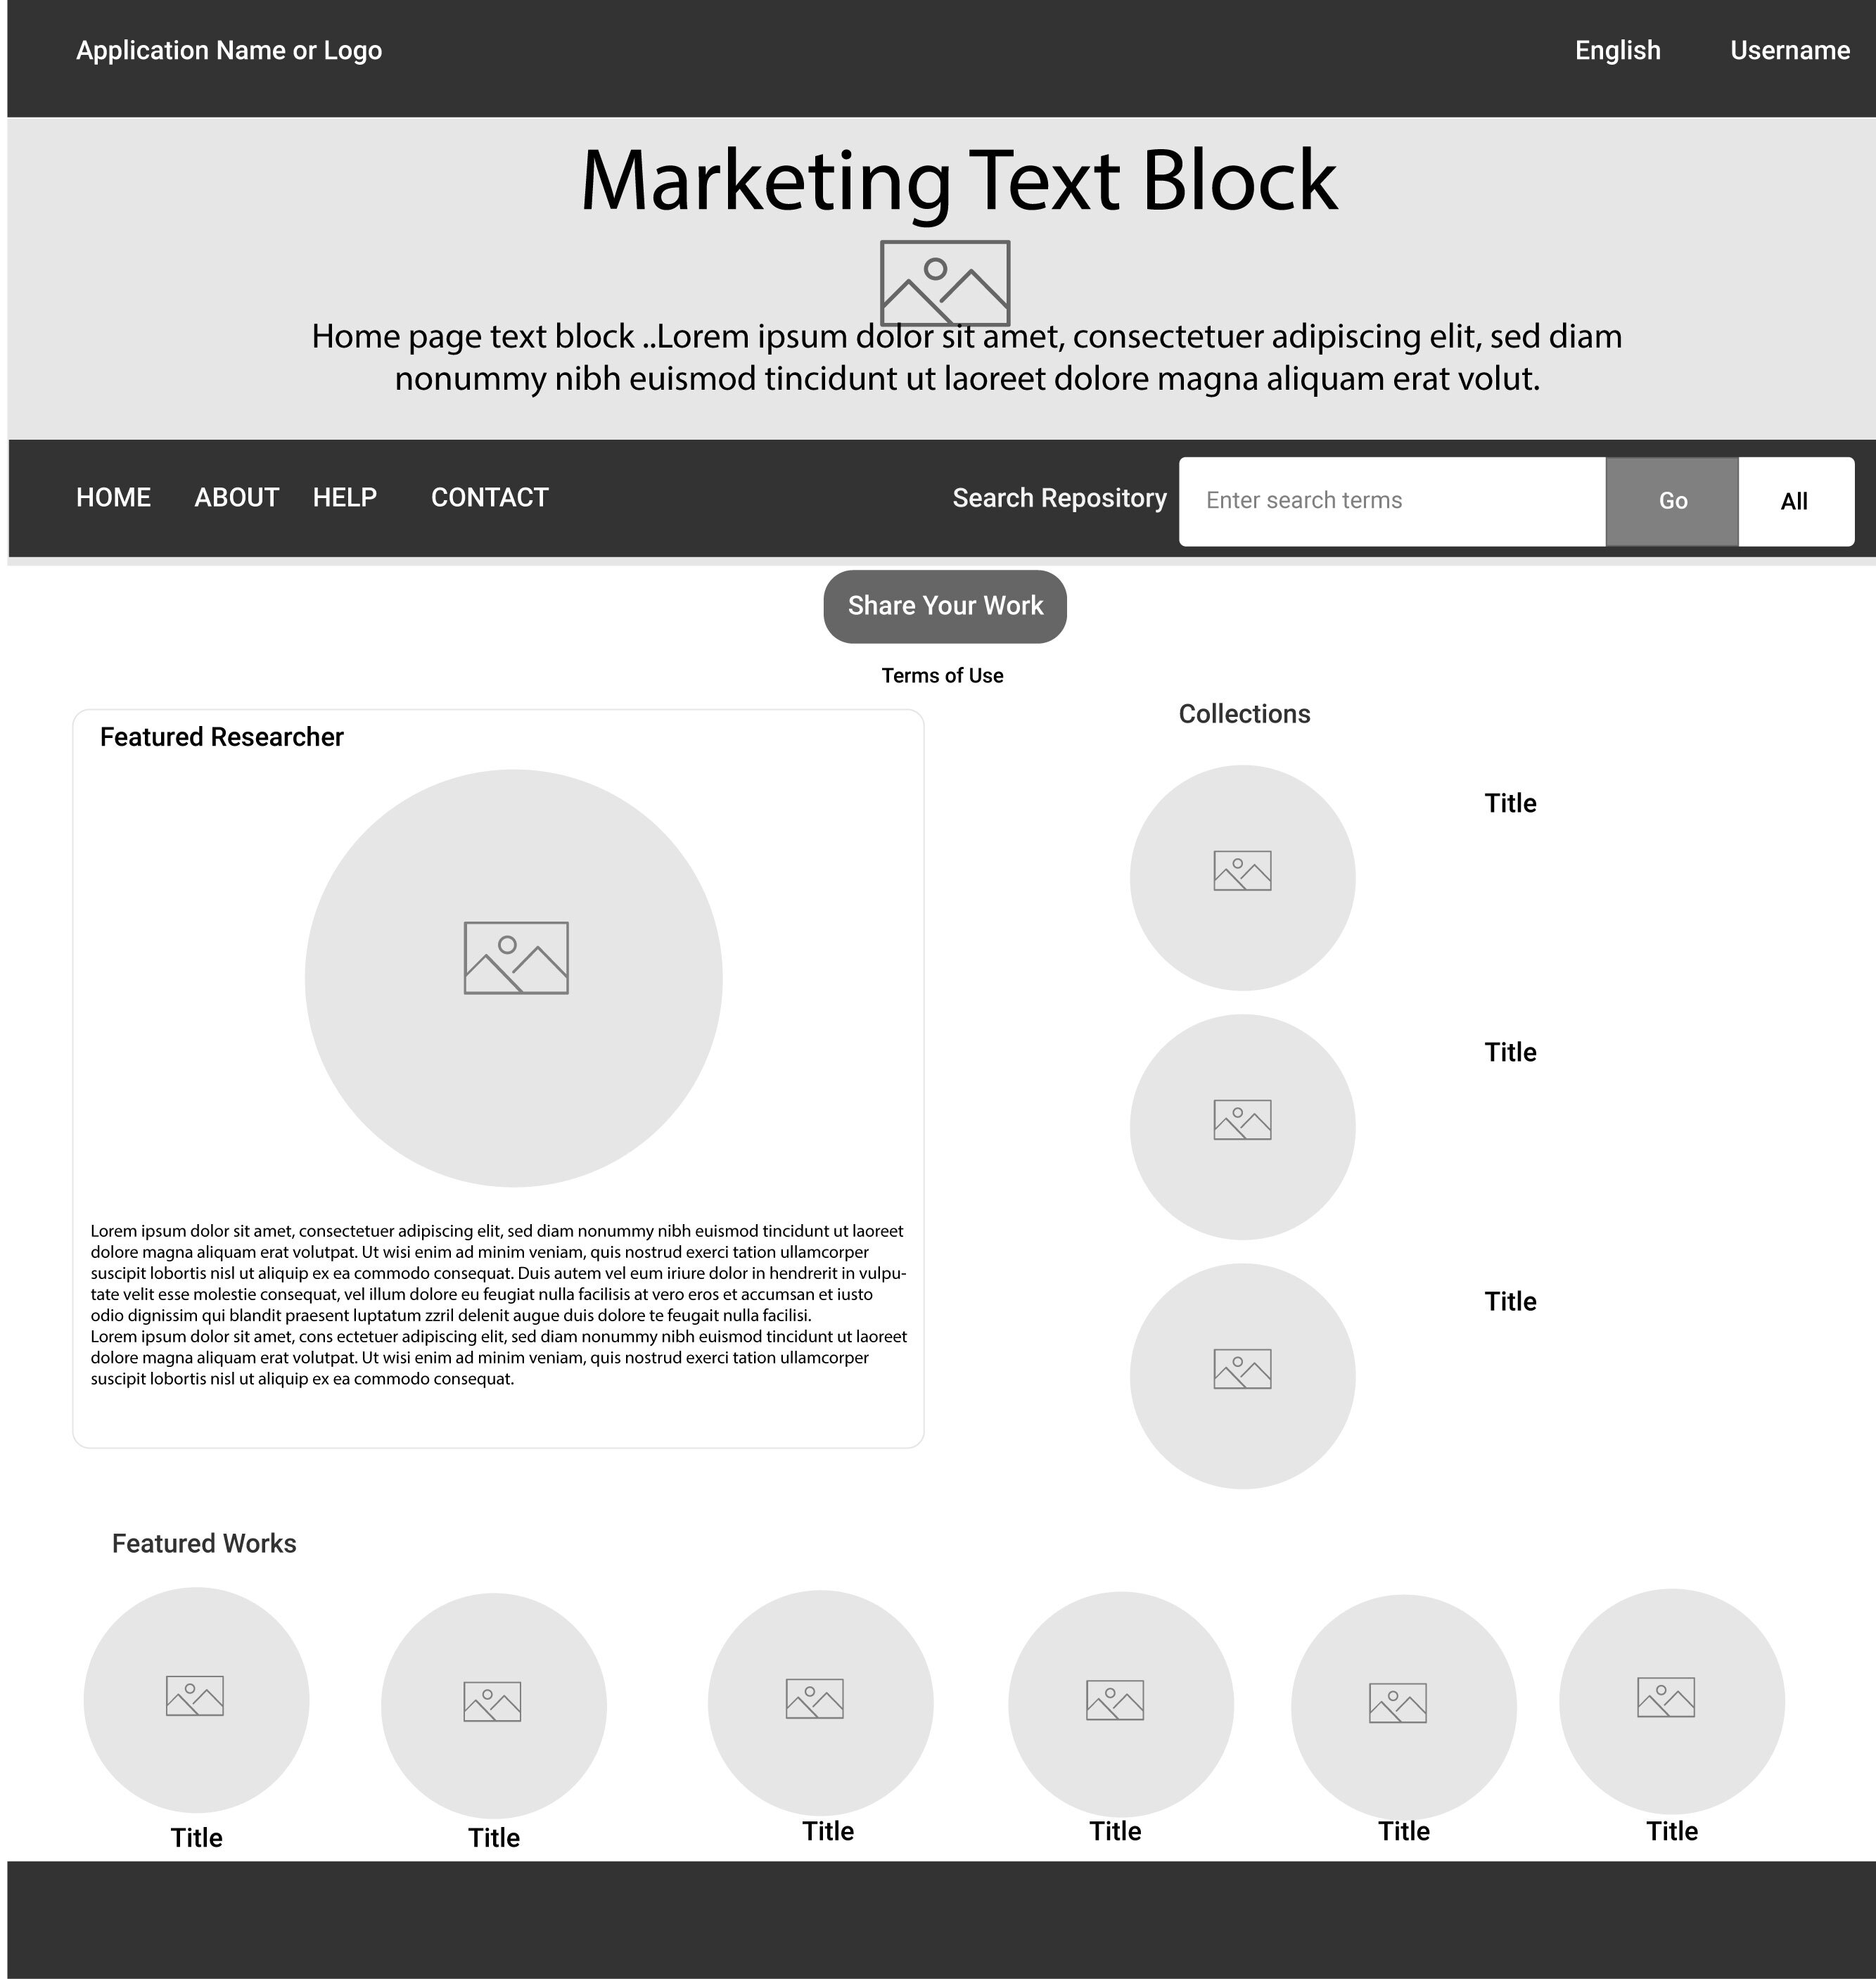 Application Name or Logo
English
Username
Marketing Text Block
Home page text block ..Lorem ipsum dolor sit amet, consectetuer adipiscing elit, sed diam
nonummy nibh euismod tincidunt ut laoreet dolore magna aliquam erat volut.
HOME
ABOUT
HELP
CONTACT
Search Repository
Enter search terms
Go
All
Share Your Work
Terms of Use
Featured Researcher
Lorem ipsum dolor sit amet, consectetuer adipiscing elit, sed diam nonummy nibh euismod tincidunt ut laoreet
dolore magna aliquam erat volutpat. Ut wisi enim ad minim veniam, quis nostrud exerci tation ullamcorper
suscipit lobortis nisl ut aliquip ex ea commodo consequat. Duis autem vel eum iriure dolor in hendrerit in vulpu-
tate velit esse molestie consequat, vel illum dolore eu feugiat nulla facilisis at vero eros et accumsan et iusto
odio dignissim qui blandit praesent luptatum zzril delenit augue duis dolore te feugait nulla facilisi.
Lorem ipsum dolor sit amet, cons ectetuer adipiscing elit, sed diam nonummy nibh euismod tincidunt ut laoreet
dolore magna aliquam erat volutpat. Ut wisi enim ad minim veniam, quis nostrud exerci tation ullamcorper
suscipit lobortis nisl ut aliquip ex ea commodo consequat.
Collections
Title
Title
Title
Featured Works
Title
Title
Title
Title
Title
Title